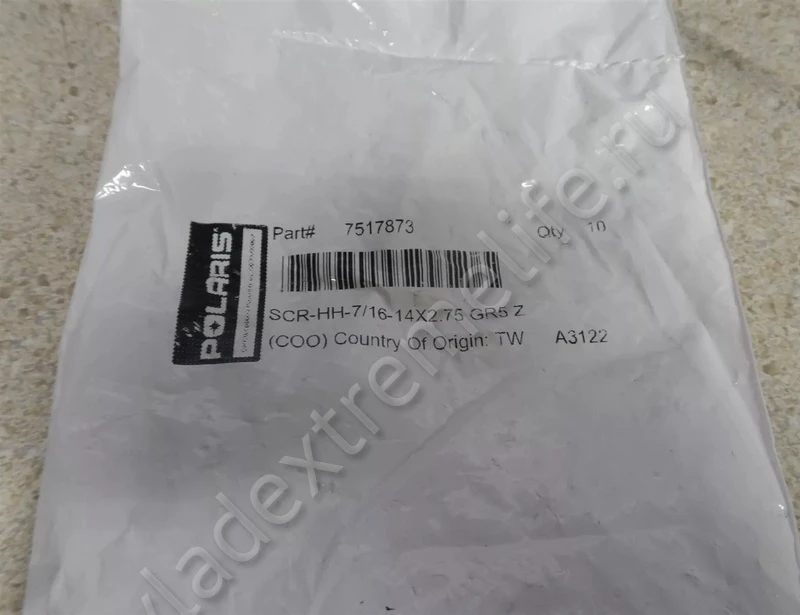 Part# 7517873 Qty 10
SCR-HH-7/16-14X2.75 GR5 Z
(COO) Country Of Origin: TW A3122
POLARIS
vladextremelife.ru